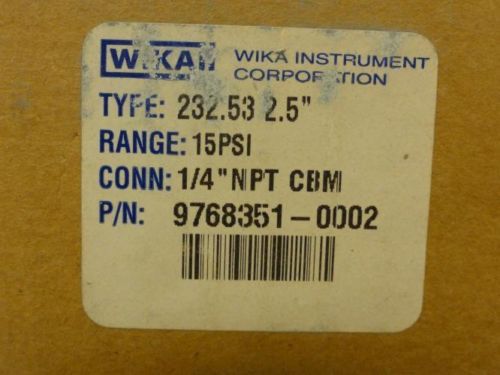 WIKA
WIKA INSTRUMENT
CORPORATION
TYPE: 232.53 2.5"
RANGE: 15PSI
CONN: 1/4" NPT CBM
P/N: 9768351-0002